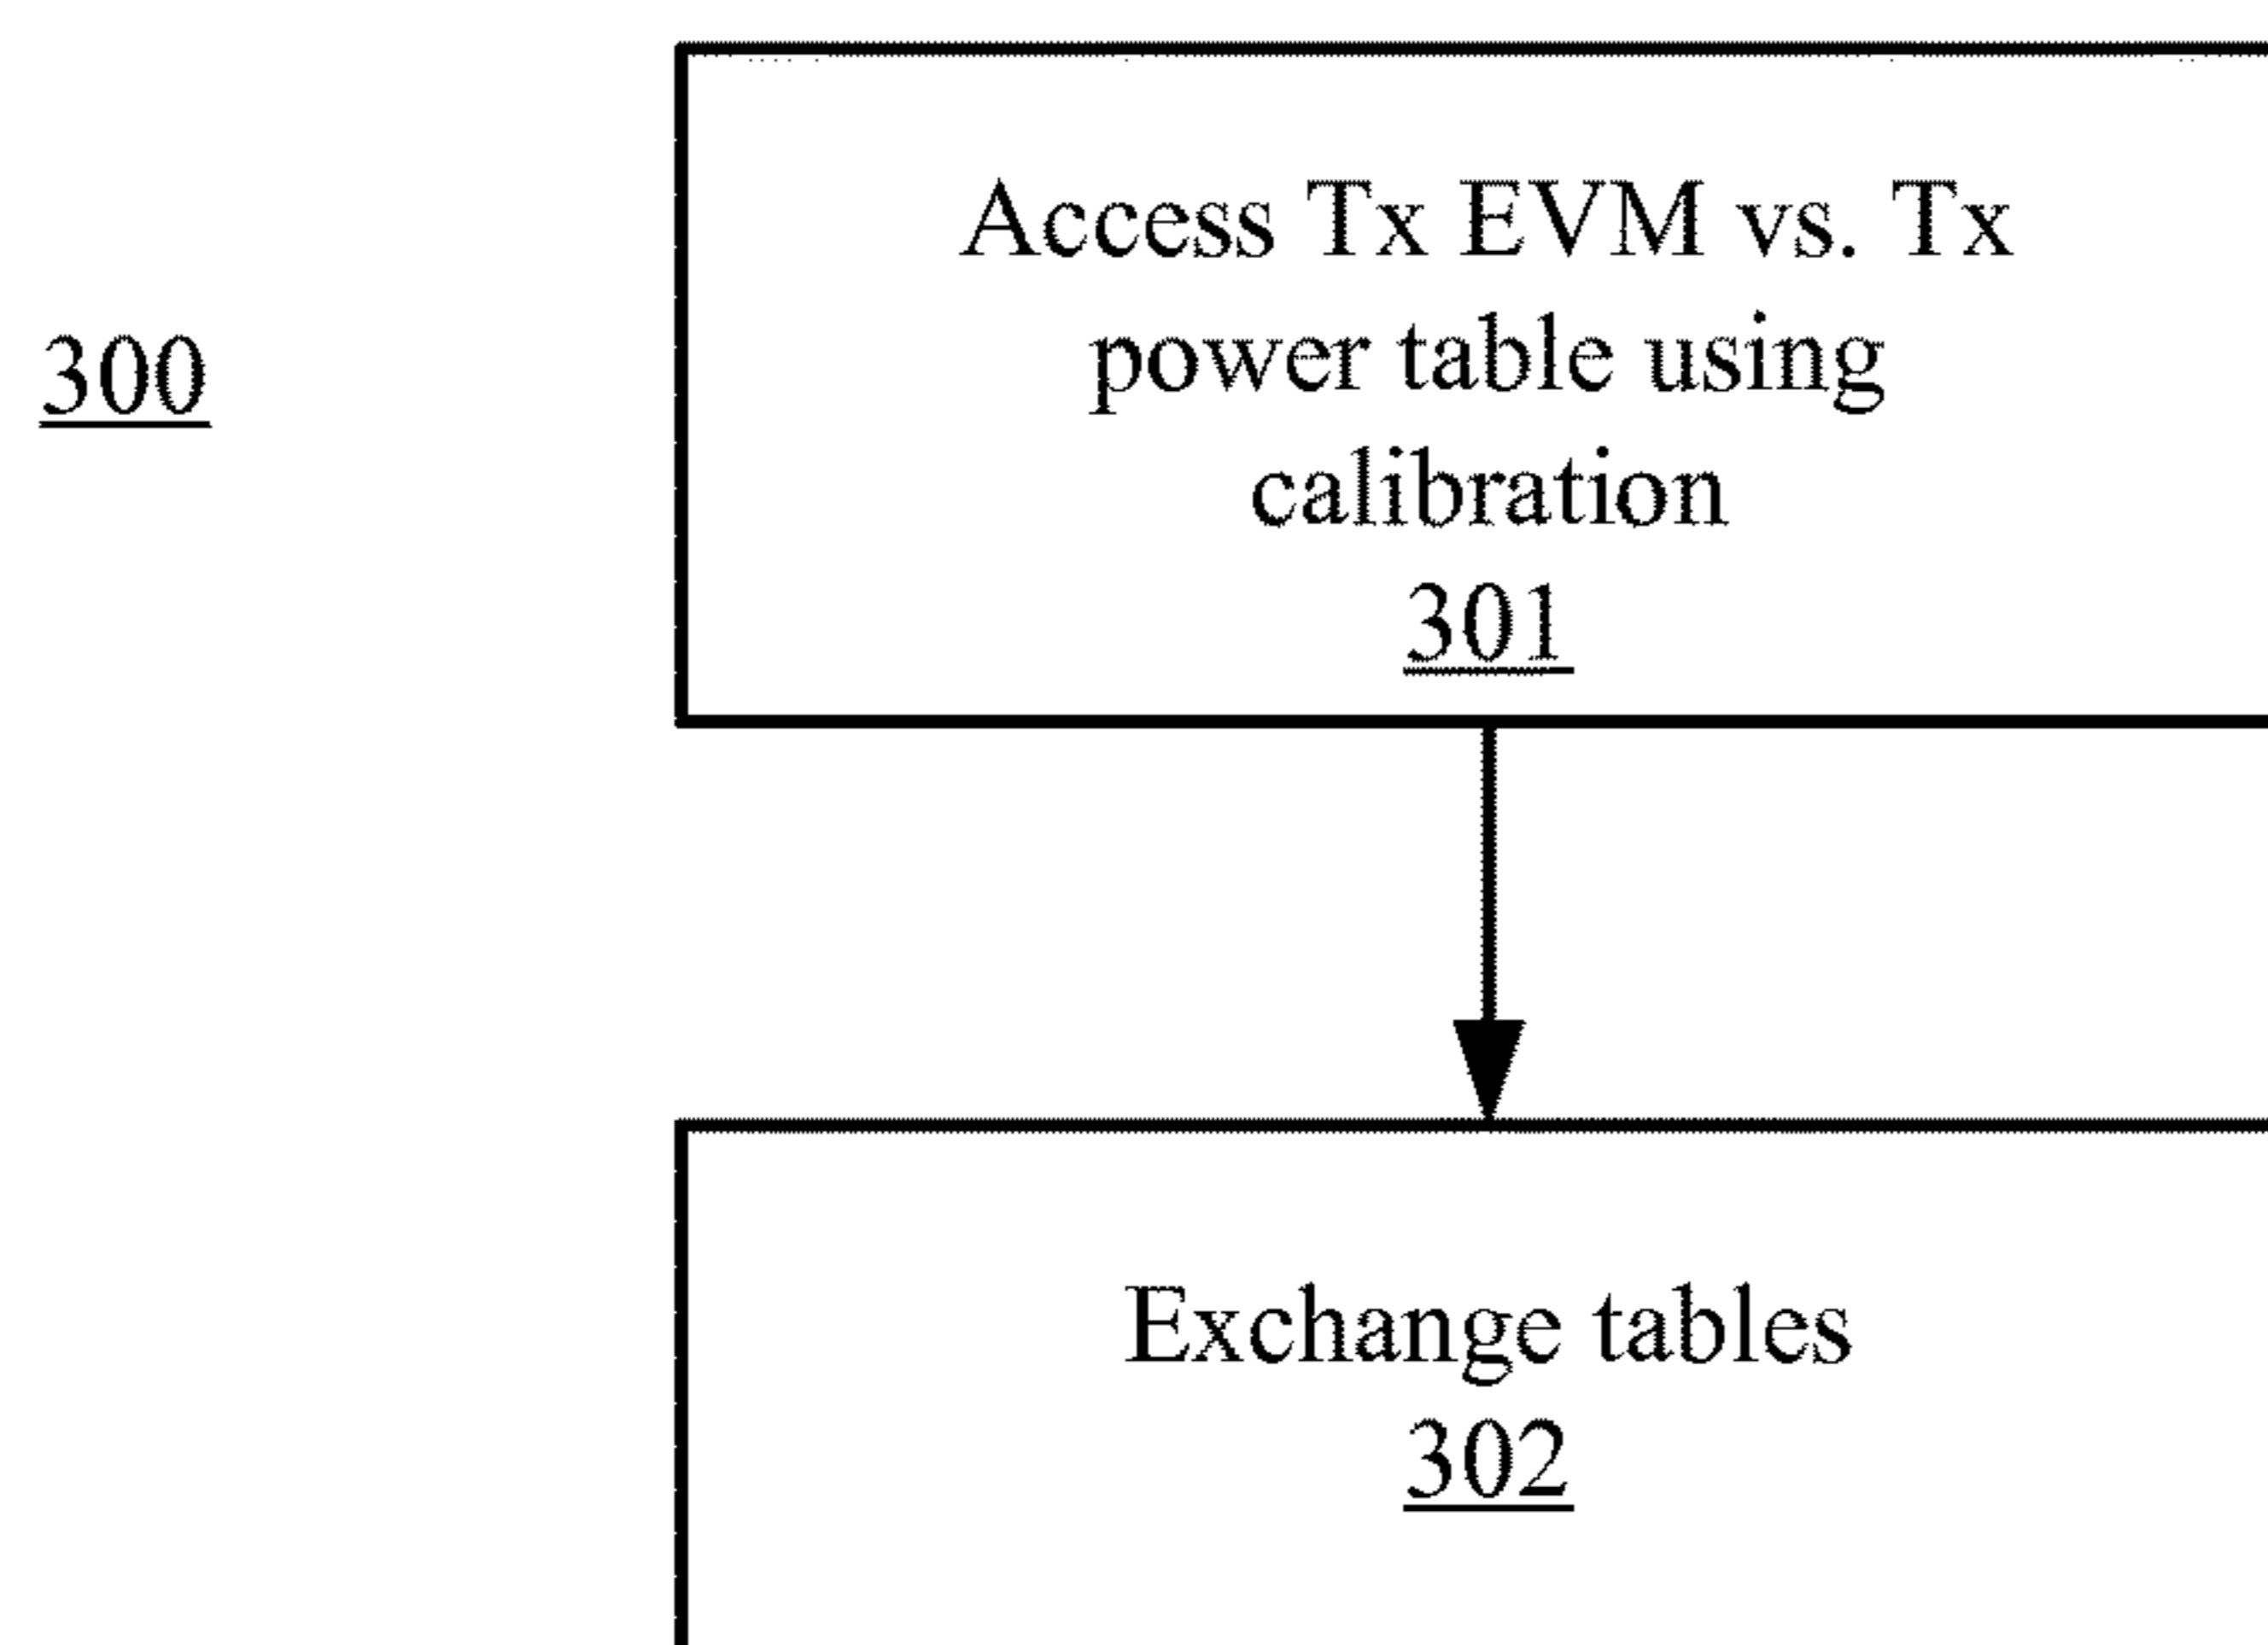 300
Access Tx EVM vs. Tx
power table using
calibration
301
Exchange tables
302